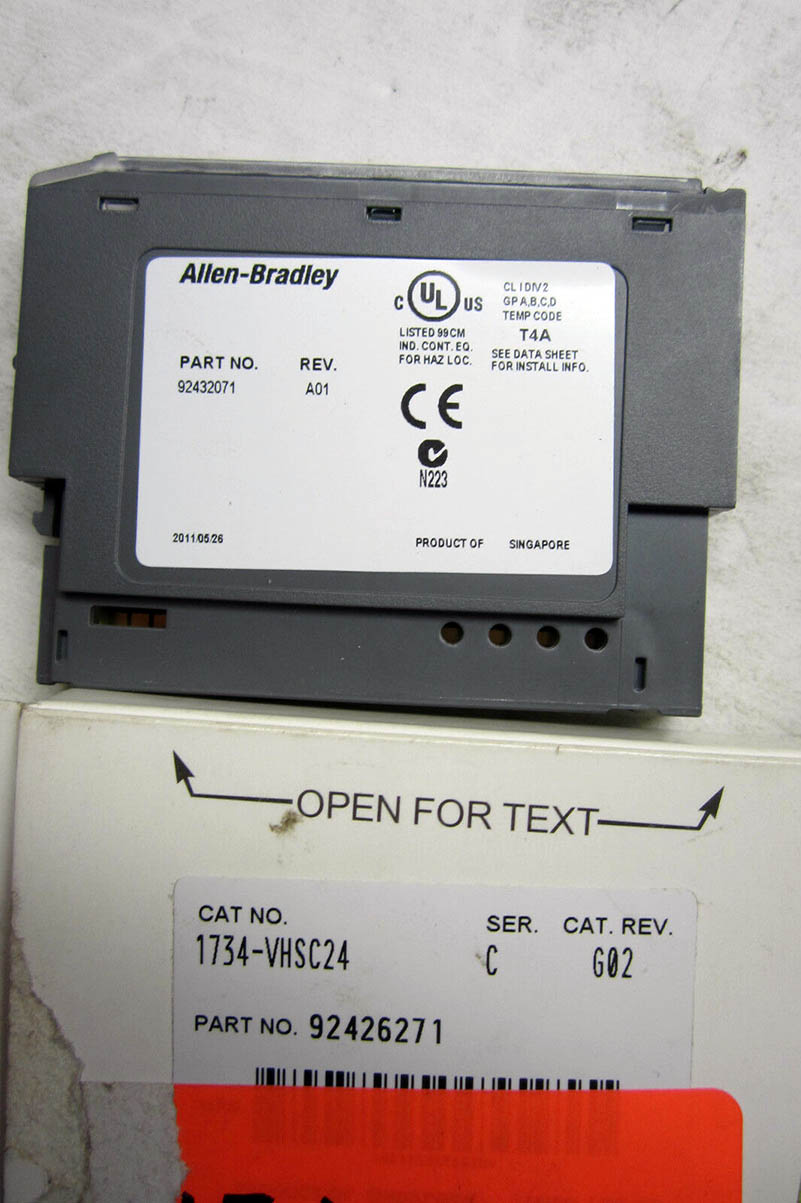 Allen-Bradley
PART NO. REV.
92432071 A01
2011/05/26
C UL US
LISTED 99CM
IND. CONT. EQ.
FOR HAZ LOC.
CL I DIV 2
GP A,B,C,D
TEMP CODE
T4A
SEE DATA SHEET
FOR INSTALL INFO.
CE
N223
PRODUCT OF SINGAPORE
OPEN FOR TEXT
CAT NO. SER. CAT. REV.
1734-VHSC24 C G02
PART NO. 92426271